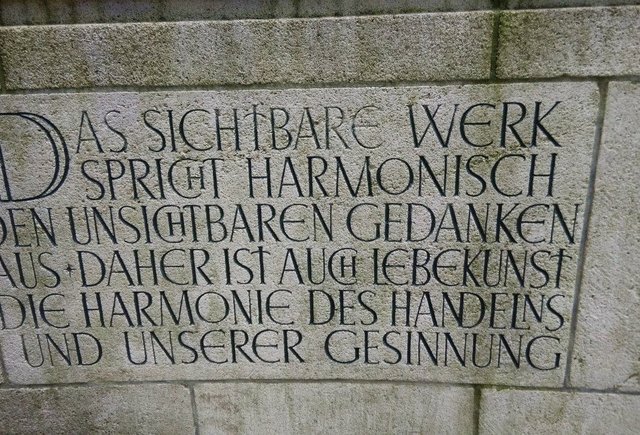 DAS SICHTBARE WERK
SPRICHT HARMONISCH
DEN UNSICHTBAREN GEDANKEN
AUS · DAHER IST AUCH LEBEKUNST
DIE HARMONIE DES HANDELNS
UND UNSERER GESINNUNG